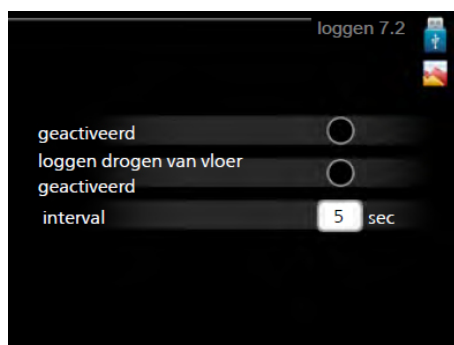 loggen 7.2
geactiveerd
loggen drogen van vloer
geactiveerd
interval 5 sec